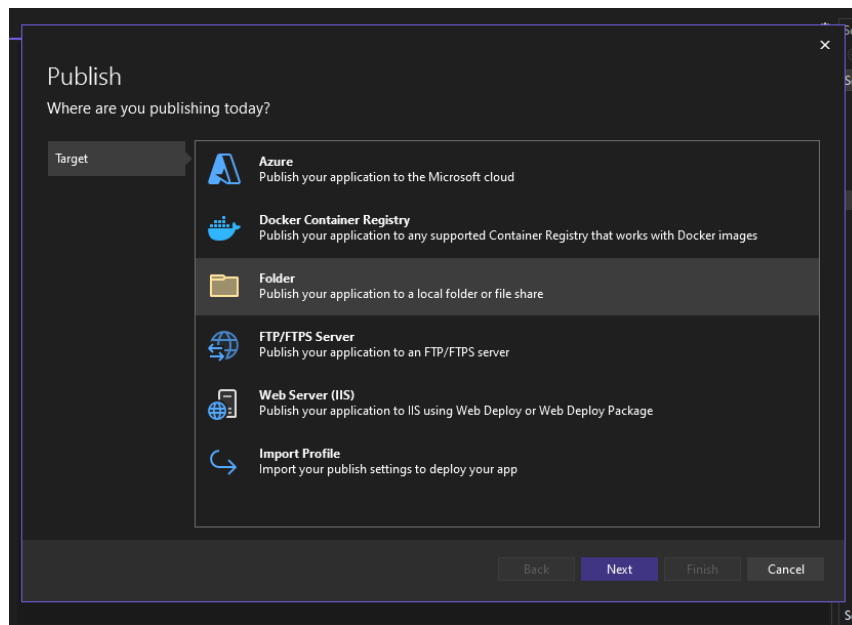 Publish
Where are you publishing today?
Target
Azure
Publish your application to the Microsoft cloud
Docker Container Registry
Publish your application to any supported Container Registry that works with Docker images
Folder
Publish your application to a local folder or file share
FTP/FTPS Server
Publish your application to an FTP/FTPS server
Web Server (IIS)
Publish your application to IIS using Web Deploy or Web Deploy Package
Import Profile
Import your publish settings to deploy your app
Back
Next
Finish
Cancel